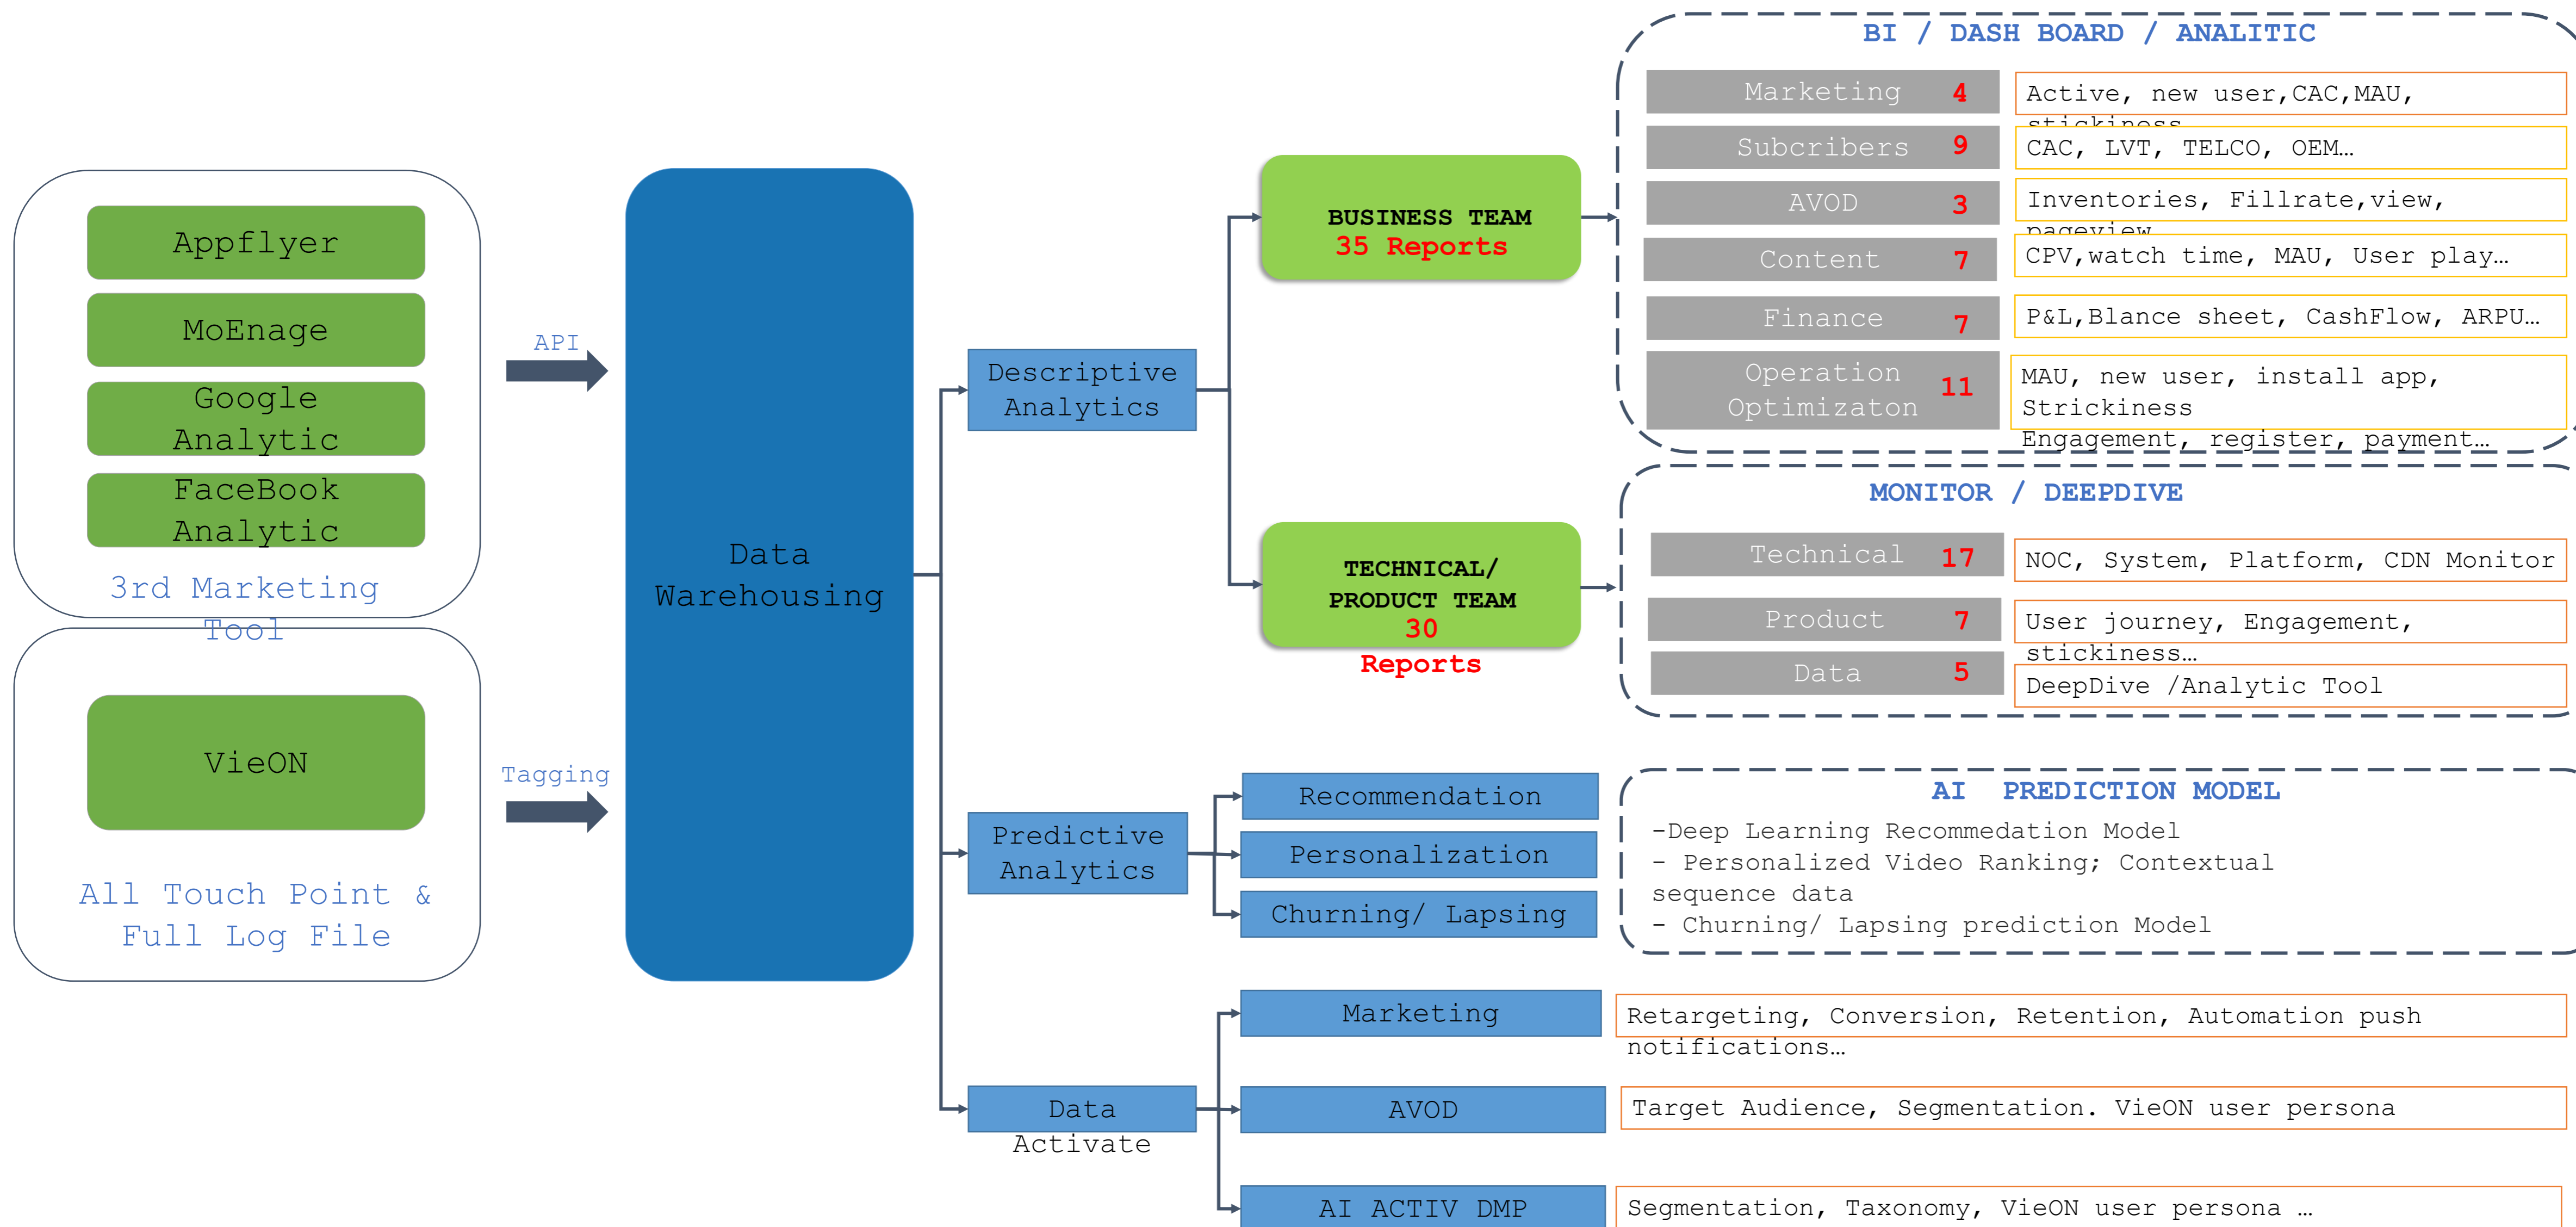 Appflyer
MoEnage
Google
Analytic
FaceBook
Analytic
3rd Marketing
Tool
VieON
All Touch Point &
Full Log File
API
Tagging
Data
Warehousing
Descriptive
Analytics
Predictive
Analytics
Data
Activate
BUSINESS TEAM
35 Reports
TECHNICAL/
PRODUCT TEAM
30
Reports
Recommendation
Personalization
Churning/ Lapsing
Marketing
AVOD
AI ACTIV DMP
BI / DASH BOARD / ANALITIC
Marketing 4
Active, new user,CAC,MAU,
stickiness
Subcribers 9
CAC, LVT, TELCO, OEM…
AVOD 3
Inventories, Fillrate,view,
pageview
Content 7
CPV,watch time, MAU, User play…
Finance 7
P&L,Blance sheet, CashFlow, ARPU…
Operation
Optimizaton 11
MAU, new user, install app,
Strickiness
Engagement, register, payment…
MONITOR / DEEPDIVE
Technical 17
NOC, System, Platform, CDN Monitor
Product 7
User journey, Engagement,
stickiness…
Data 5
DeepDive /Analytic Tool
AI PREDICTION MODEL
-Deep Learning Recommedation Model
- Personalized Video Ranking; Contextual
sequence data
- Churning/ Lapsing prediction Model
Retargeting, Conversion, Retention, Automation push
notifications…
Target Audience, Segmentation. VieON user persona
Segmentation, Taxonomy, VieON user persona …